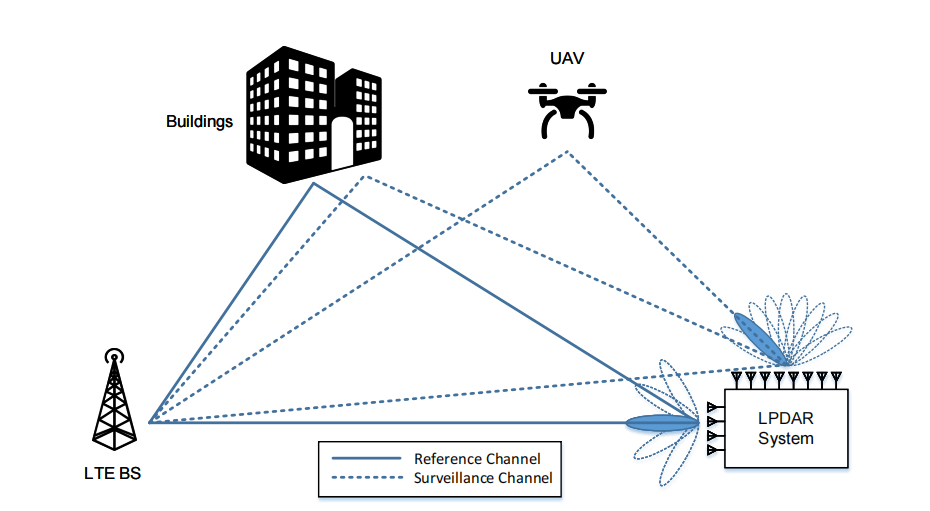 UAV
Buildings
LTE BS
LPDAR
System
Reference Channel
Surveillance Channel